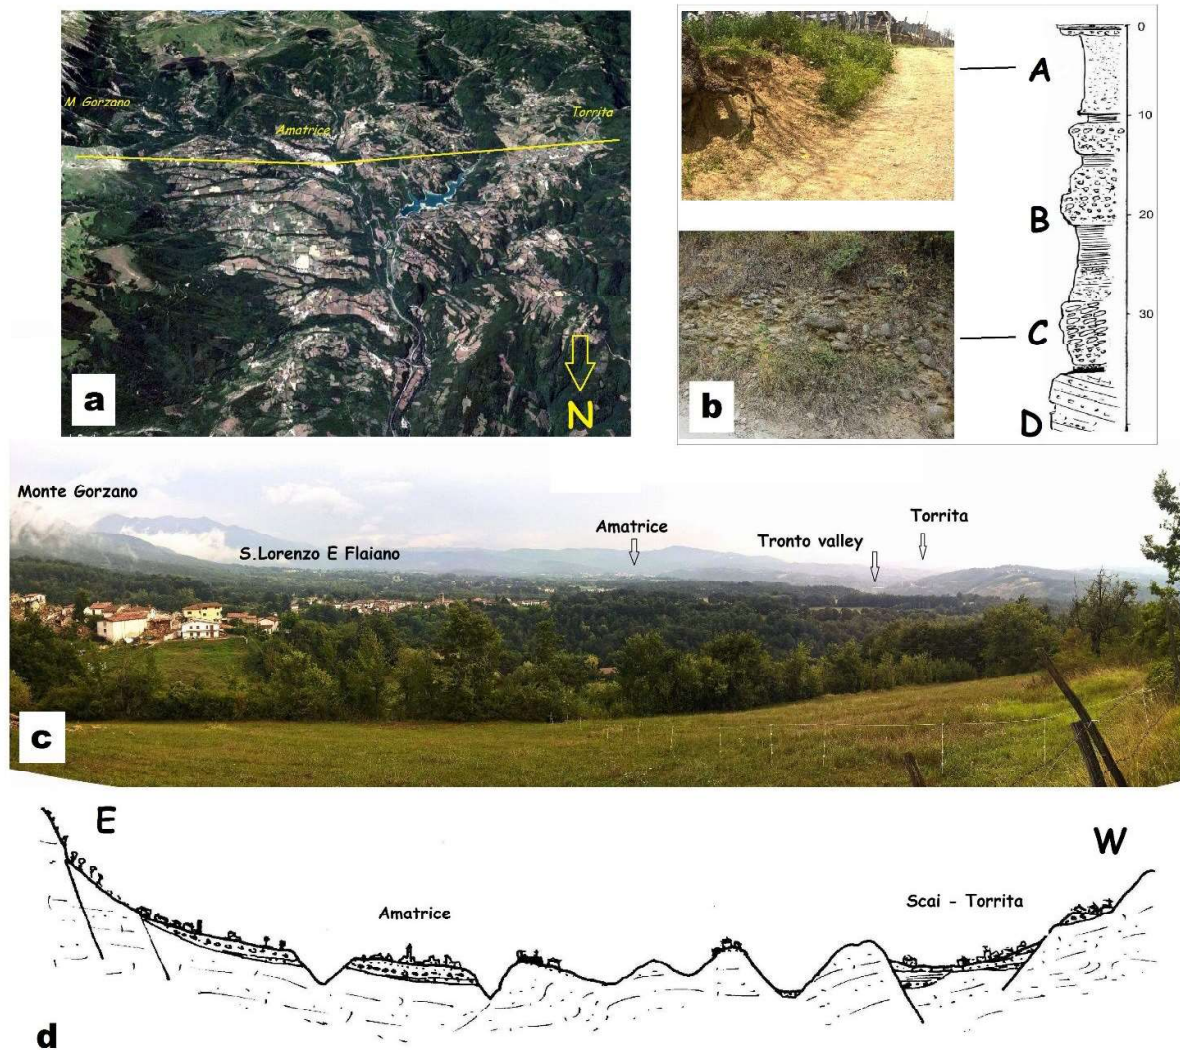 M Gorzano
Amatrice
Torrita
N
a
A
B
C
D
0
10
20
30
b
Monte Gorzano
S.Lorenzo E Flaiano
Amatrice
Tronto valley
Torrita
c
E
W
Amatrice
Scai - Torrita
d